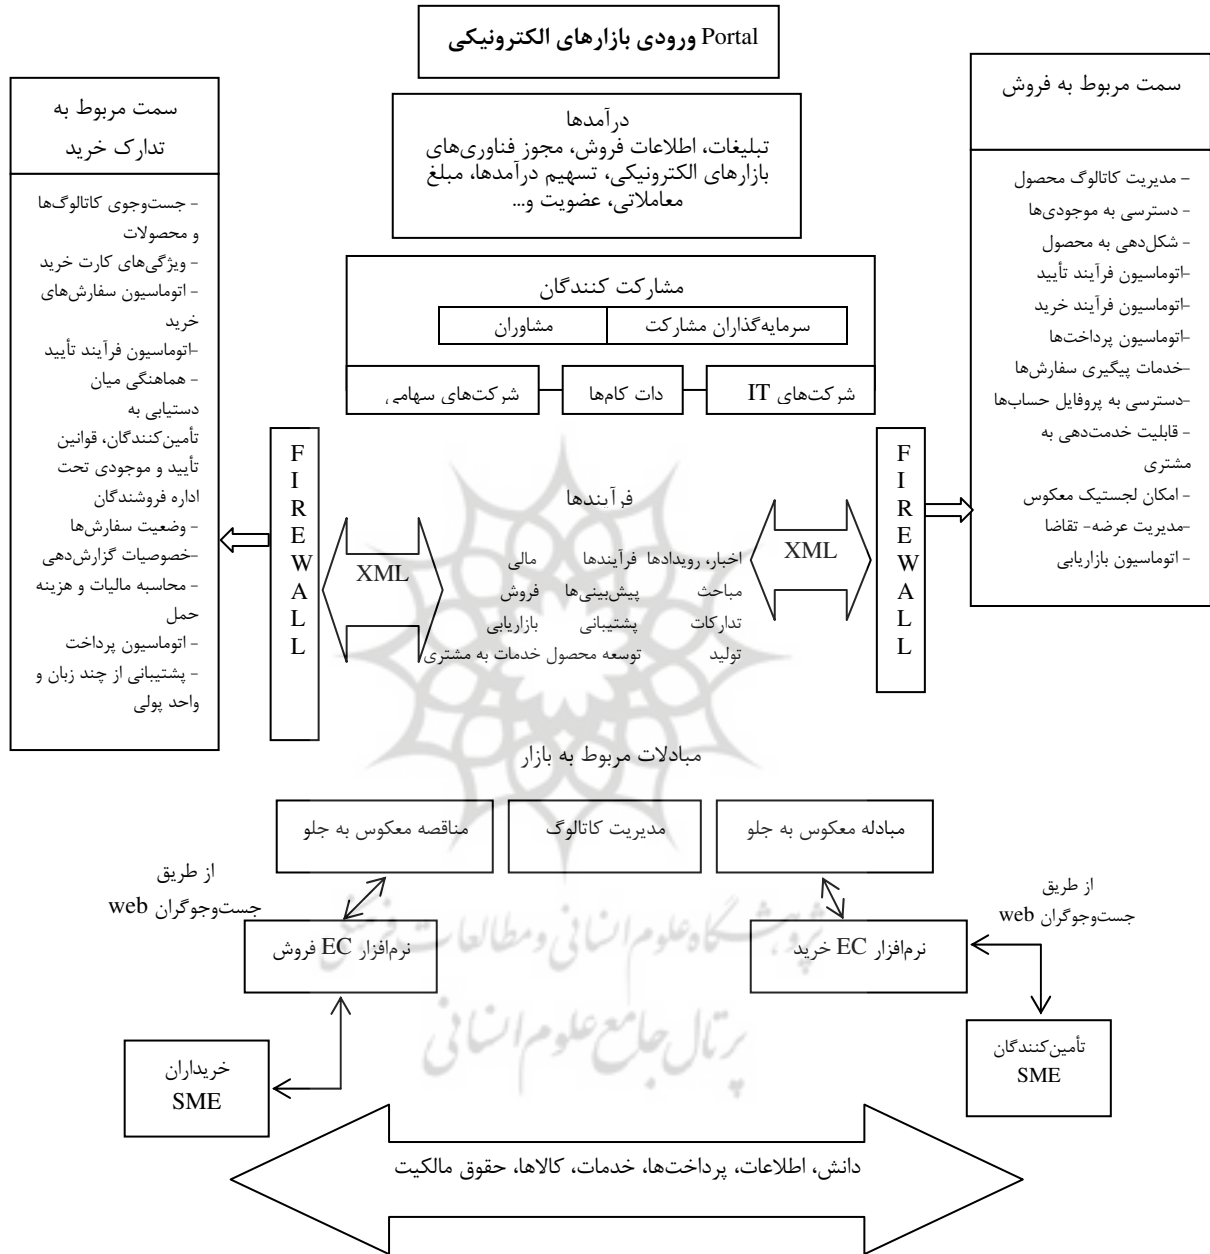 Portal ورودی بازارهای الکترونیکی
سمت مربوط به فروش
- مدیریت کاتالوگ محصول
- دسترسی به موجودی‌ها
- شکل‌دهی به محصول
-اتوماسیون فرآیند تأیید
-اتوماسیون فرآیند خرید
-اتوماسیون پرداخت‌ها
-خدمات پیگیری سفارش‌ها
-دسترسی به پروفایل حساب‌ها
- قابلیت خدمت‌دهی به
مشتری
- امکان لجستیک معکوس
-مدیریت عرضه- تقاضا
- اتوماسیون بازاریابی
درآمدها
تبلیغات، اطلاعات فروش، مجوز فناوری‌های
بازارهای الکترونیکی، تسهیم درآمدها، مبلغ
معاملاتی، عضویت و...
سمت مربوط به
تدارک خرید
- جست‌وجوی کاتالوگ‌ها
و محصولات
- ویژگی‌های کارت خرید
- اتوماسیون سفارش‌های
خرید
-اتوماسیون فرآیند تأیید
- هماهنگی میان
دستیابی به
تأمین‌کنندگان، قوانین
تأیید و موجودی تحت
اداره فروشندگان
- وضعیت سفارش‌ها
-خصوصیات گزارش‌دهی
- محاسبه مالیات و هزینه
حمل
- اتوماسیون پرداخت
- پشتیبانی از چند زبان و
واحد پولی
مشارکت کنندگان
سرمایه‌گذاران مشارکت
مشاوران
شرکت‌های IT
دات کام‌ها
شرکت‌های سهامی
FIREWALL
XML
فرآیندها
اخبار، رویدادها فرآیندها مالی
مباحث پیش‌بینی‌ها فروش
تدارکات پشتیبانی بازاریابی
تولید توسعه محصول خدمات به مشتری
XML
FIREWALL
مبادلات مربوط به بازار
مبادله معکوس به جلو
مدیریت کاتالوگ
مناقصه معکوس به جلو
از طریق
جست‌وجوگران web
نرم‌افزار EC خرید
نرم‌افزار EC فروش
از طریق
جست‌وجوگران web
تأمین‌کنندگان
SME
خریداران
SME
پژوهشگاه علوم انسانی و مطالعات فرهنگی
پرتال جامع علوم انسانی
دانش، اطلاعات، پرداخت‌ها، خدمات، کالاها، حقوق مالکیت